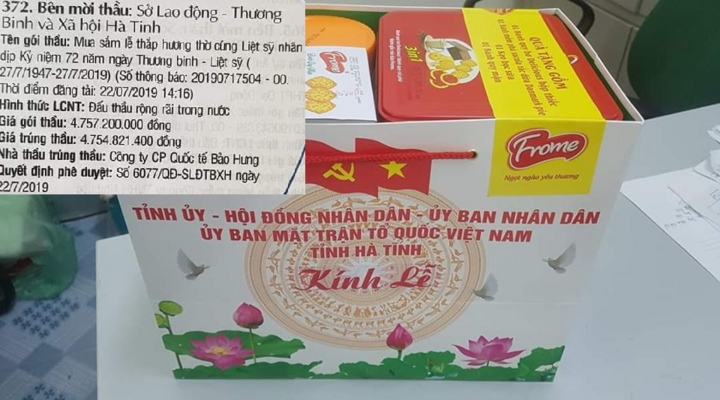 372. Bên mời thầu: Sở Lao động - Thương
Binh và Xã hội Hà Tĩnh
Tên gói thầu: Mua sắm lễ thắp hương thờ cúng Liệt sỹ nhân
dịp Kỷ niệm 72 năm ngày Thương binh - Liệt sỹ (
27/7/1947-27/7/2019) (Số thông báo: 20190717504 - 00.
Thời điểm đăng tải: 22/07/2019 14:16)
Hình thức LCNT: Đấu thầu rộng rãi trong nước
Giá gói thầu: 4.757.200.000 đồng
Giá trúng thầu: 4.754.821.400 đồng
Nhà thầu trúng thầu: Công ty CP Quốc tế Bảo Hưng
Quyết định phê duyệt: Số 6077/QĐ-SLĐTBXH ngày
22/7/2019
QUÀ TẶNG GỒM
3in1
Frome
Ngọt ngào yêu thương
TỈNH ỦY - HỘI ĐỒNG NHÂN DÂN - ỦY BAN NHÂN DÂN
ỦY BAN MẶT TRẬN TỔ QUỐC VIỆT NAM
TỈNH HÀ TĨNH
Kính Lễ